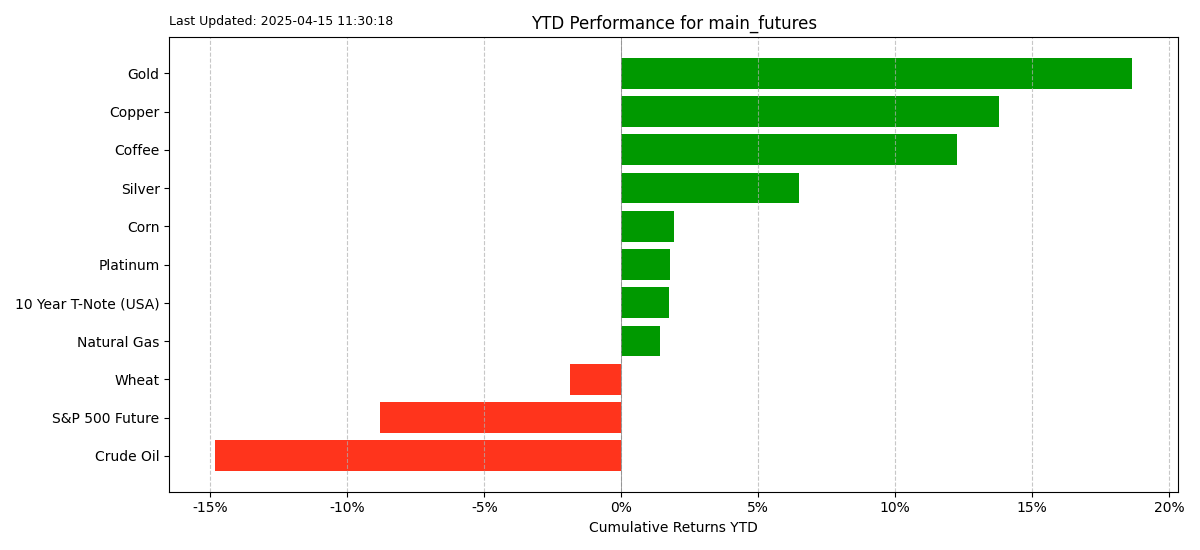 Last Updated: 2025-04-15 11:30:18
YTD Performance for main_futures
Gold
Copper
Coffee
Silver
Corn
Platinum
10 Year T-Note (USA)
Natural Gas
Wheat
S&P 500 Future
Crude Oil
-15% -10% -5% 0% 5% 10% 15% 20%
Cumulative Returns YTD